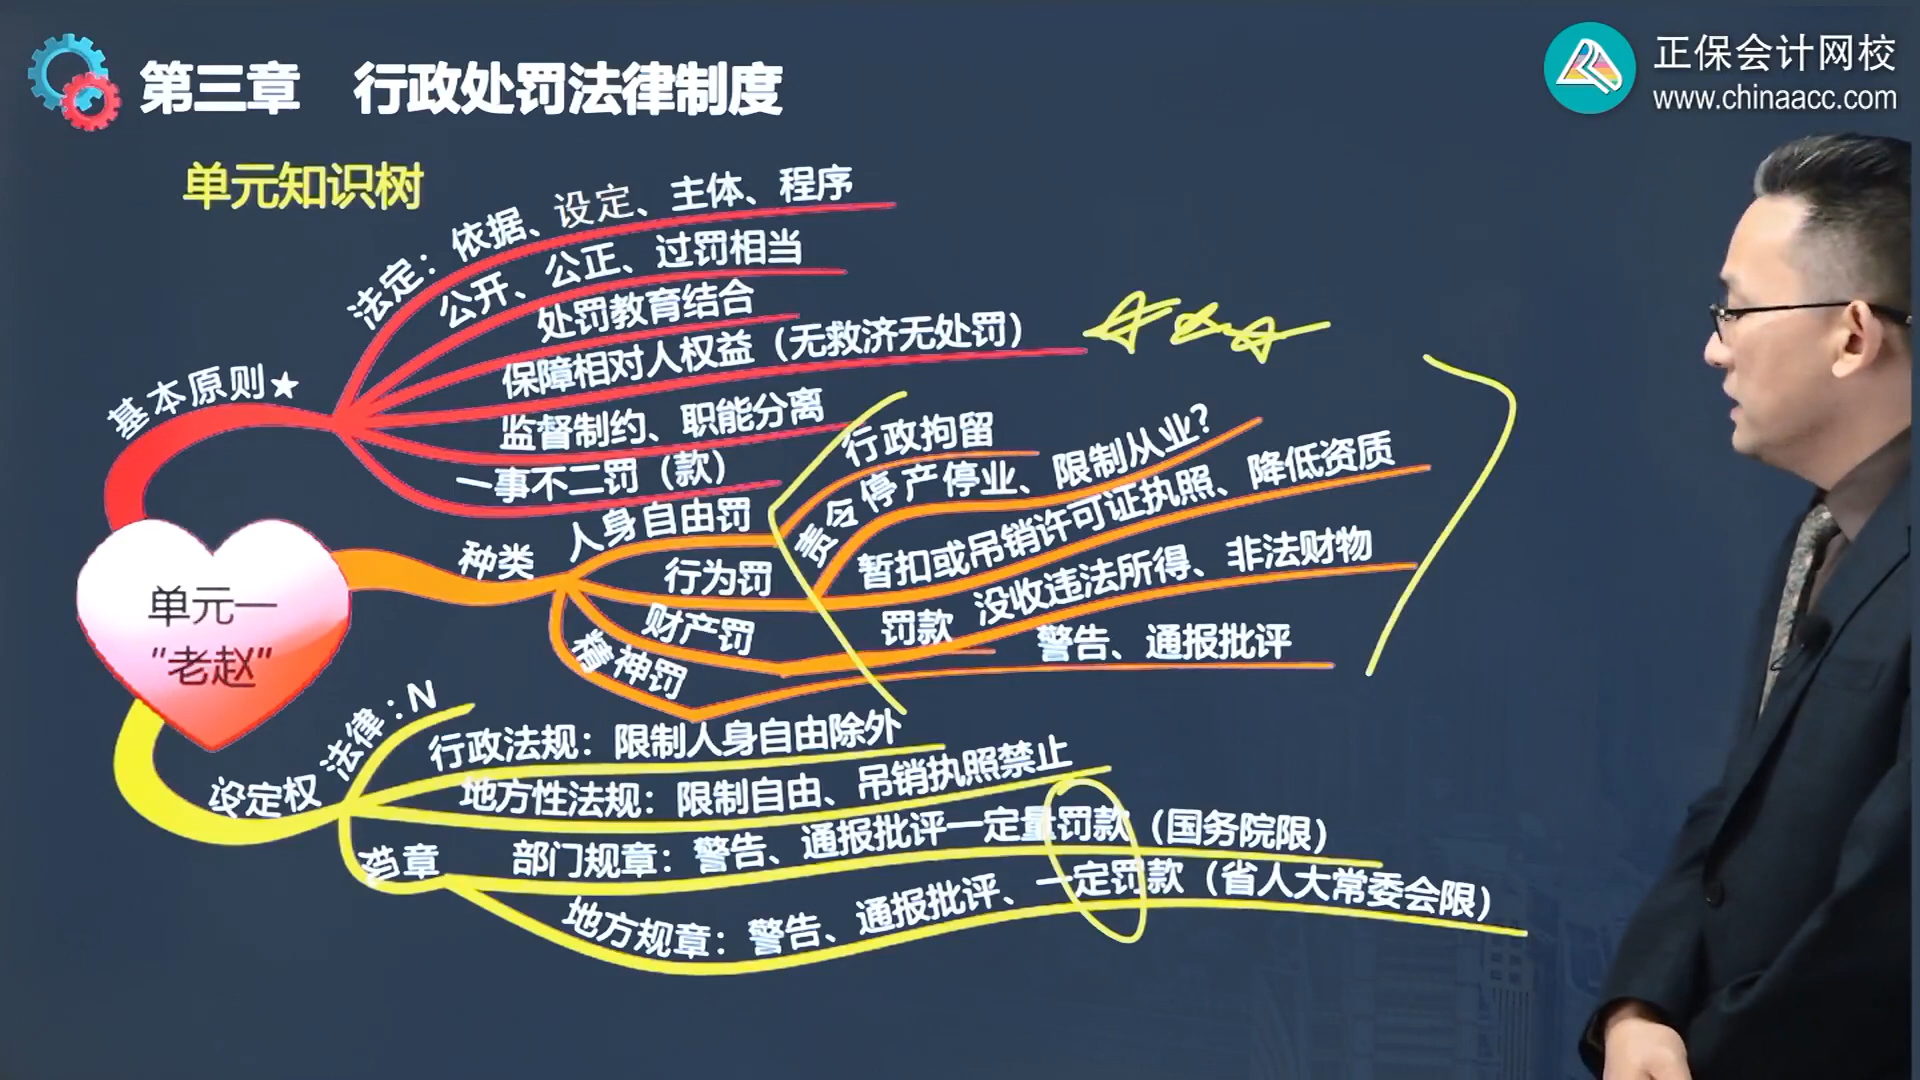 第三章 行政处罚法律制度
正保会计网校
www.chinaacc.com
单元知识树
基本原则★
法定：依据、设定、主体、程序
公开、公正、过罚相当
处罚教育结合
保障相对人权益（无救济无处罚）
监督制约、职能分离
一事不二罚（款）
单元一
“老赵”
种类
人身自由罚
行政拘留
行为罚
责令停产停业、限制从业？
暂扣或吊销许可证执照、降低资质
财产罚
罚款 没收违法所得、非法财物
精神罚
警告、通报批评
设定权
法律：N
行政法规：限制人身自由除外
地方性法规：限制自由、吊销执照禁止
规章
部门规章：警告、通报批评一定量罚款（国务院限）
地方规章：警告、通报批评、一定罚款（省人大常委会限）